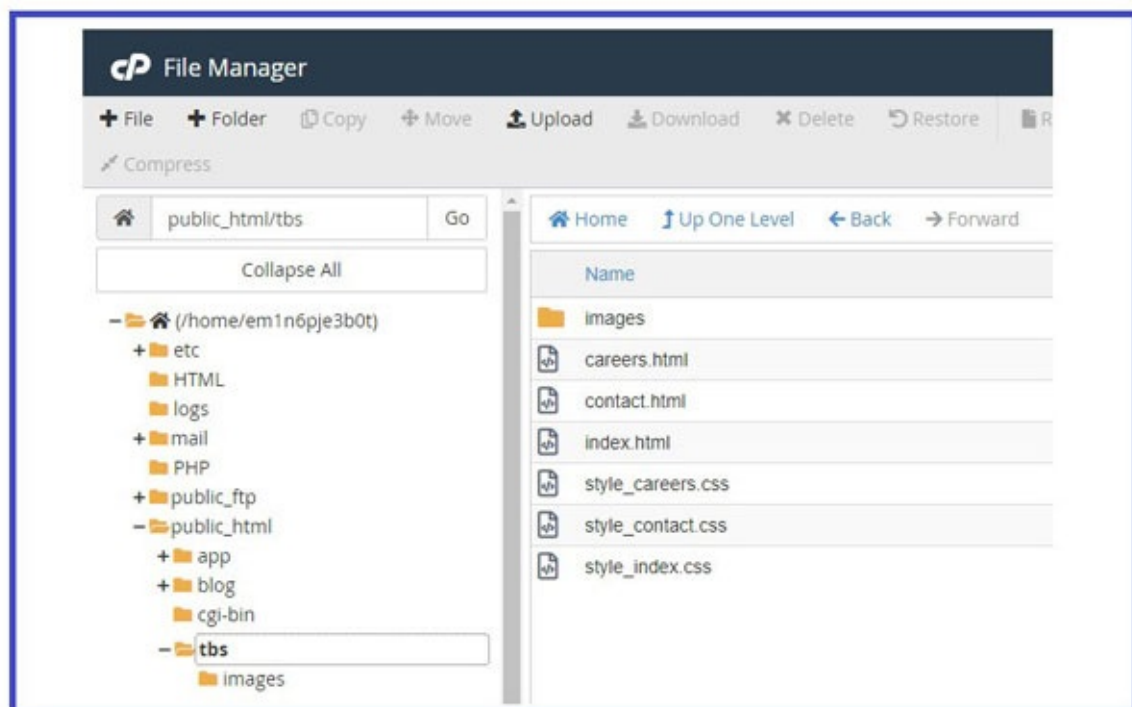 cP File Manager
+ File + Folder Copy Move Upload Download Delete Restore R
Compress
public_html/tbs Go
Collapse All
(/home/em1n6pje3b0t)
etc
HTML
logs
mail
PHP
public_ftp
public_html
app
blog
cgi-bin
tbs
images
Home Up One Level Back Forward
Name
images
careers.html
contact.html
index.html
style_careers.css
style_contact.css
style_index.css